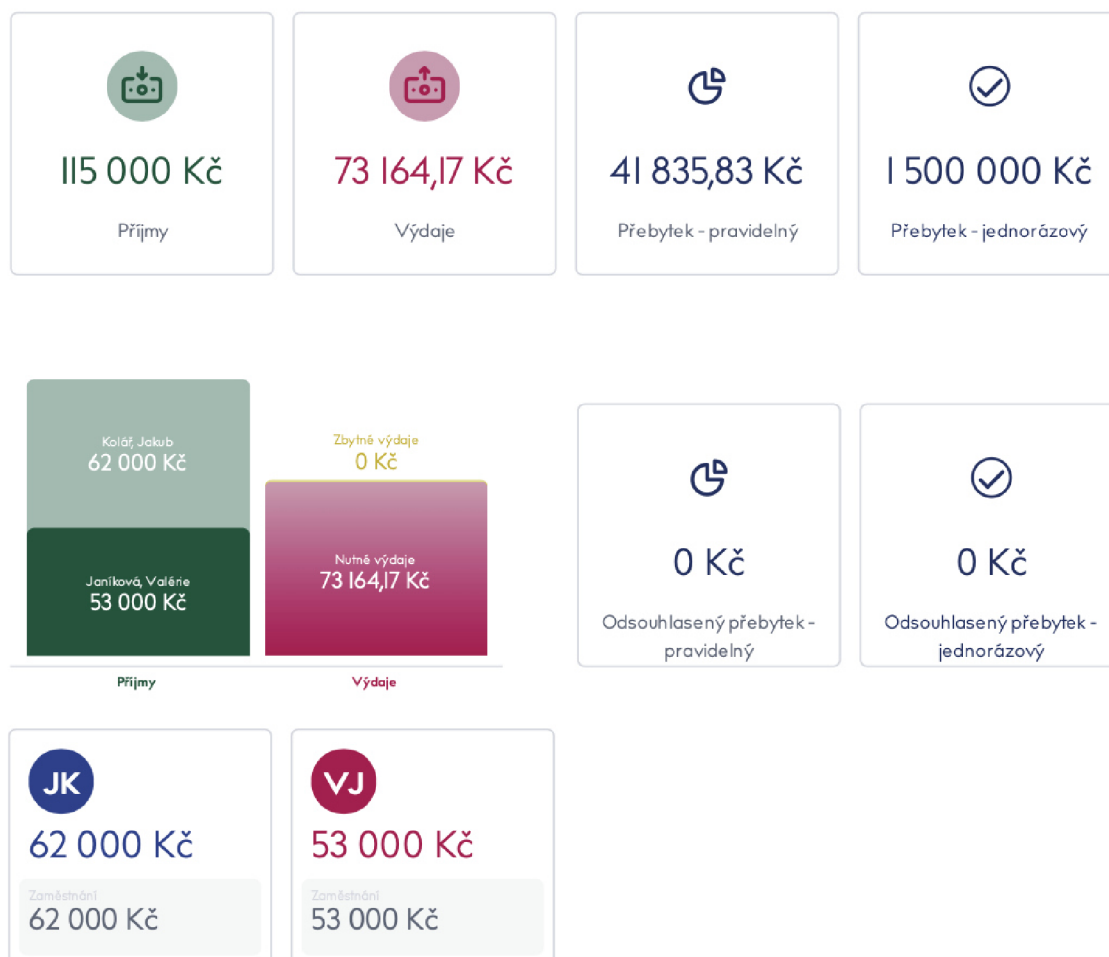 115 000 Kč
Příjmy
73 164,17 Kč
Výdaje
41 835,83 Kč
Přebytek - pravidelný
1 500 000 Kč
Přebytek - jednorázový
Kolář, Jakub
62 000 Kč
Janíková, Valérie
53 000 Kč
Zbytné výdaje
0 Kč
Nutné výdaje
73 164,17 Kč
Příjmy
Výdaje
0 Kč
Odsouhlasený přebytek -
pravidelný
0 Kč
Odsouhlasený přebytek -
jednorázový
JK
62 000 Kč
Zaměstnání
62 000 Kč
VJ
53 000 Kč
Zaměstnání
53 000 Kč